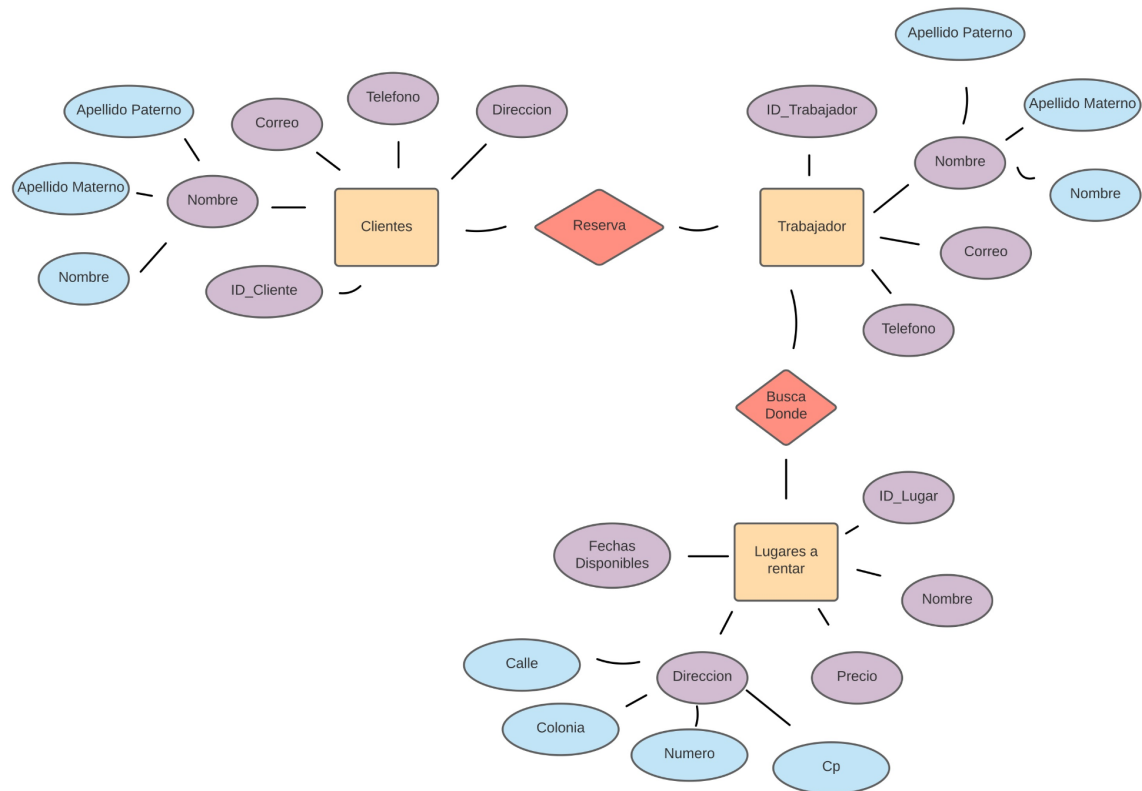 Apellido Paterno
Telefono
Apellido Paterno
Correo
Direccion
ID_Trabajador
Apellido Materno
Apellido Materno
Nombre
Nombre
Nombre
Clientes
Reserva
Trabajador
Nombre
Correo
ID_Cliente
Telefono
Busca
Donde
ID_Lugar
Fechas
Disponibles
Lugares a
rentar
Nombre
Calle
Direccion
Precio
Colonia
Numero
Cp